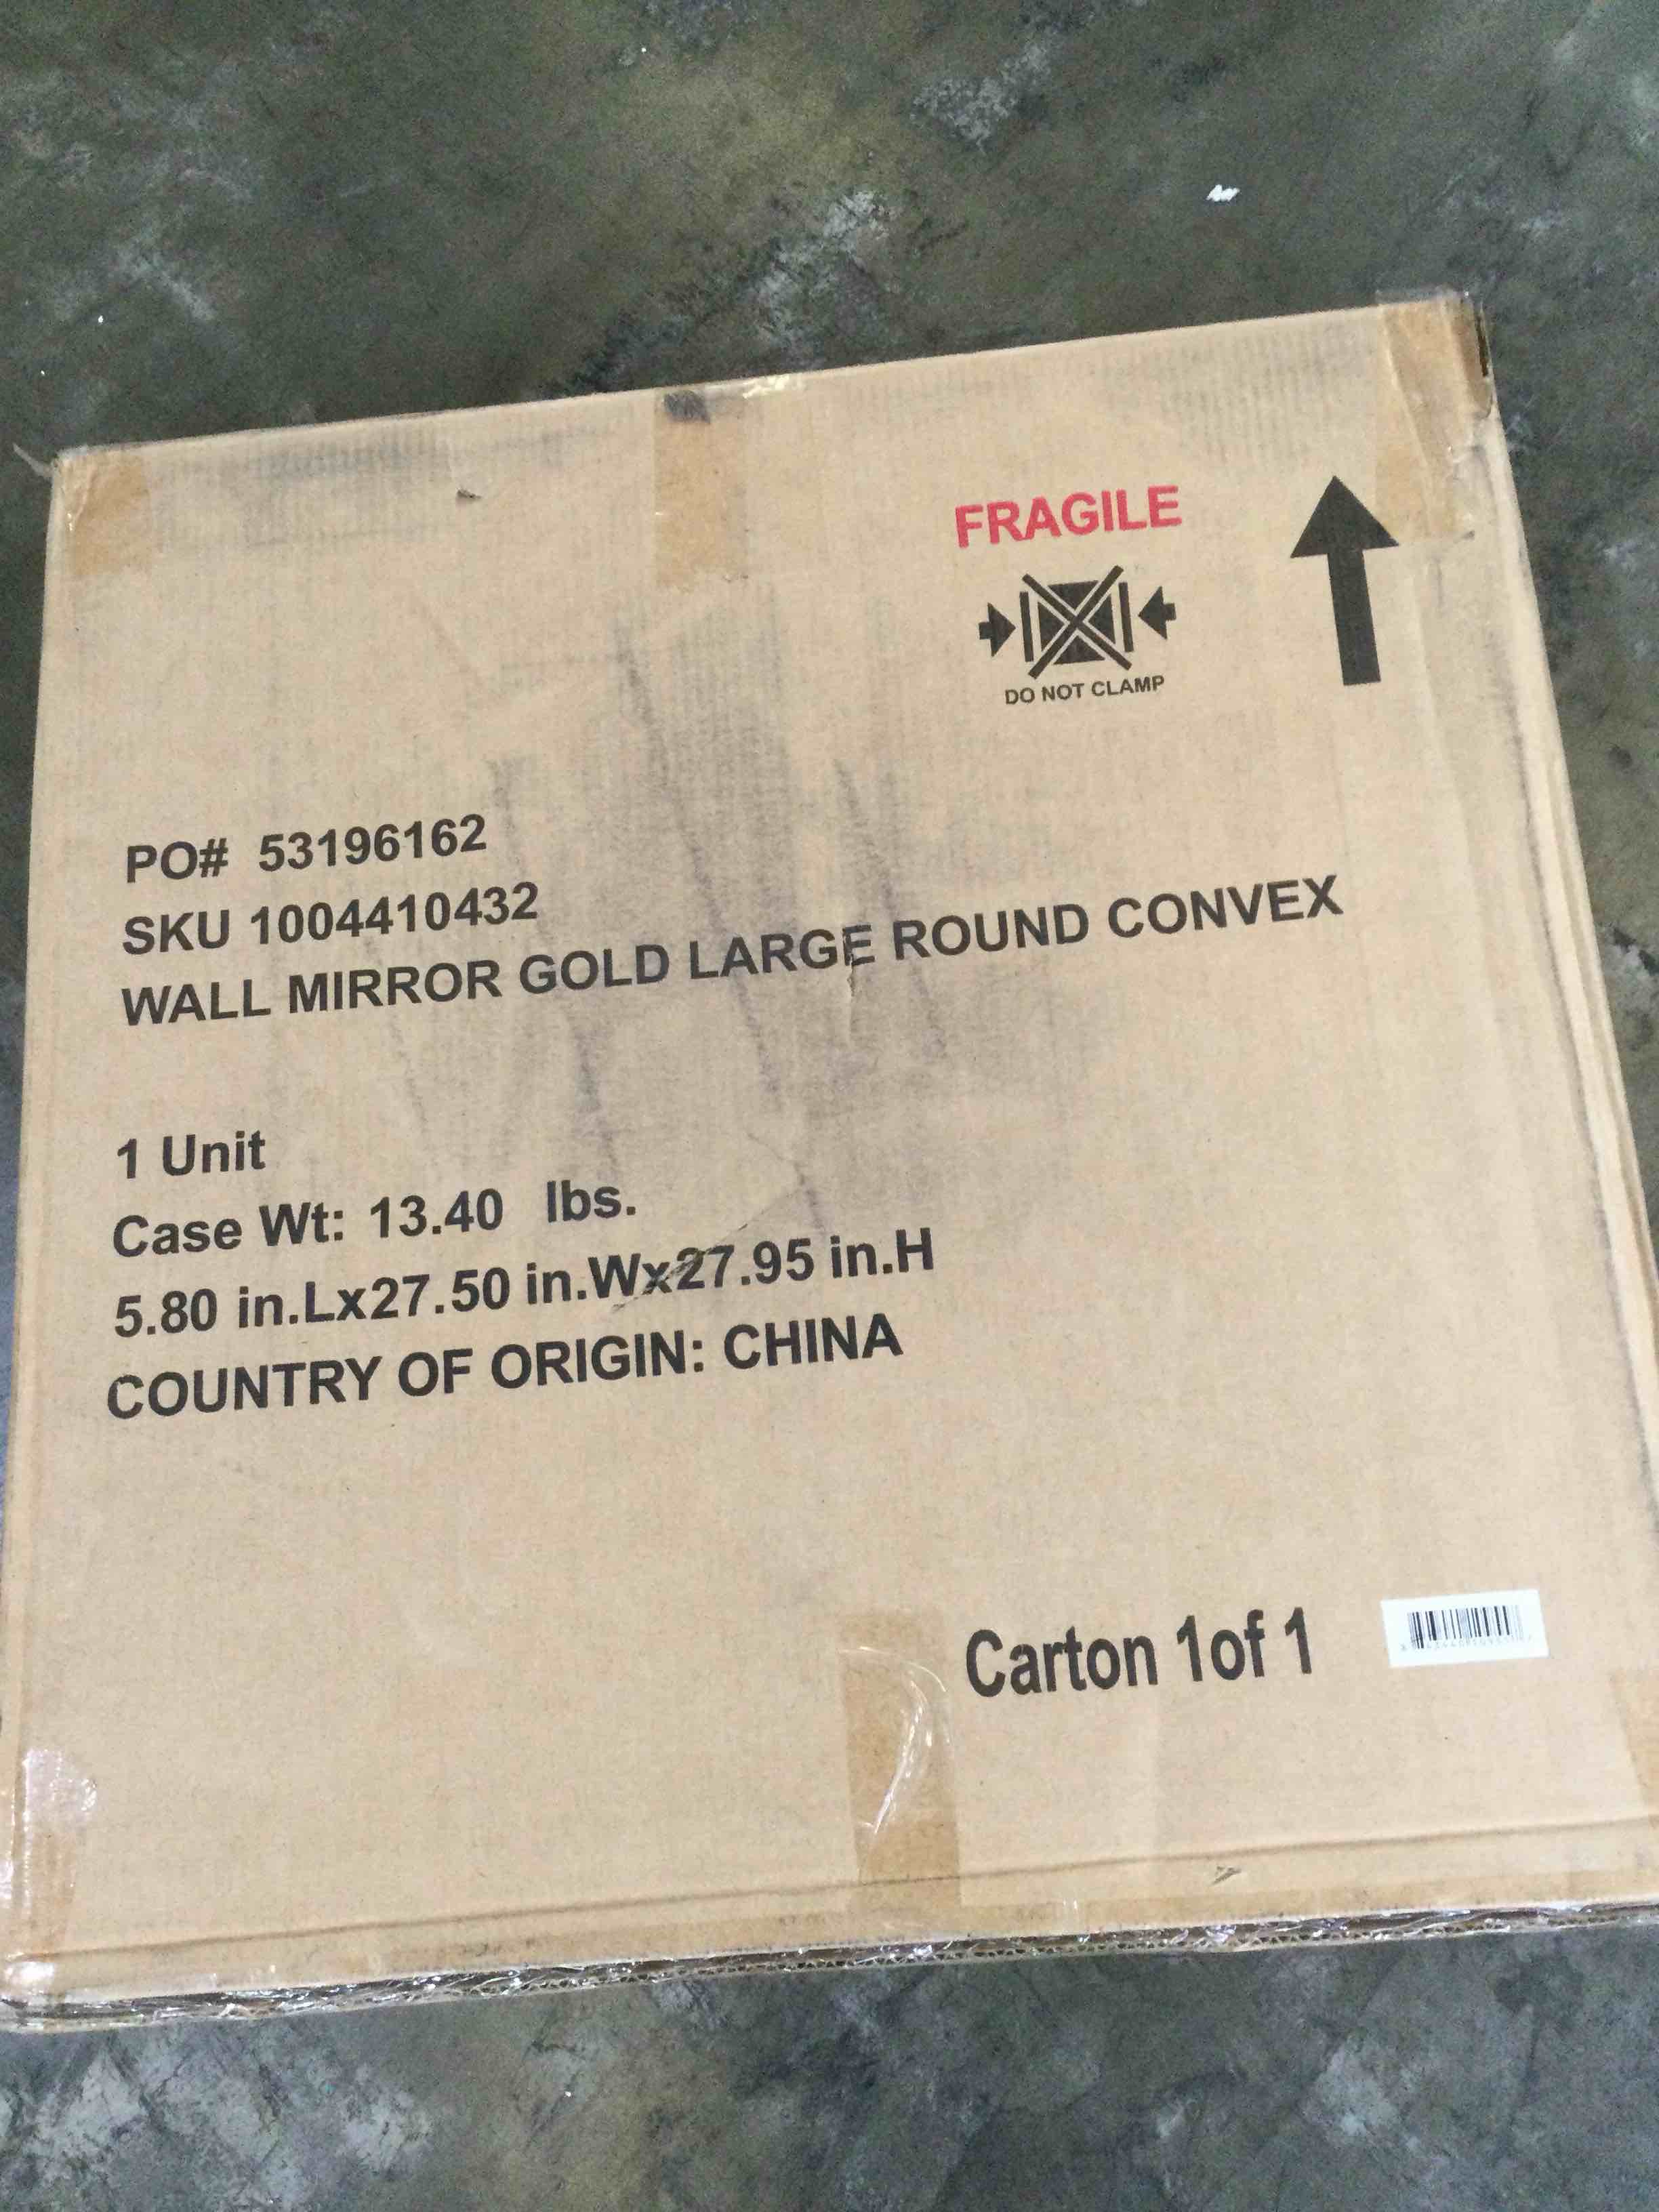 FRAGILE
DO NOT CLAMP
PO# 53196162
SKU 1004410432
WALL MIRROR GOLD LARGE ROUND CONVEX
1 Unit
Case Wt: 13.40 lbs.
5.80 in.Lx27.50 in.Wx27.95 in.H
COUNTRY OF ORIGIN: CHINA
Carton 1of 1